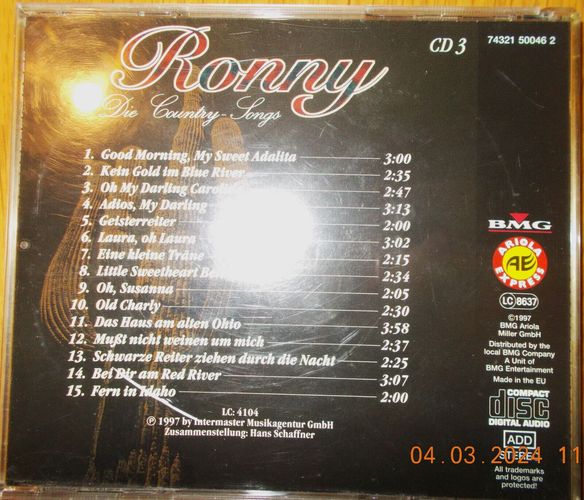 Ronny
CD 3
74321 50046 2
Die Country-Songs
1. Good Morning, My Sweet Adalita 3:00
2. Kein Gold im Blue River 2:35
3. Oh My Darling 2:47
4. Adios, My Darling 3:13
5. Geisterreiter 2:00
6. Laura, oh Laura 3:02
7. Eine kleine Träne 2:15
8. Little Sweetheart 2:34
9. Oh, Susanna 2:05
10. Old Charly 2:30
11. Das Haus am alten Ohio 3:58
12. Mußt nicht weinen um mich 2:37
13. Schwarze Reiter ziehen durch die Nacht 2:25
14. Bei Dir am Red River 3:07
15. Fern in Idaho 2:00
LC: 4104
℗ 1997 by Intermaster Musikagentur GmbH
Zusammenstellung: Hans Schaffner
BMG
ARIOLA
AE
EXPRESS
LC 8637
©1997
BMG Ariola
Miller GmbH
Distributed by the
local BMG Company
A Unit of
BMG Entertainment
Made in the EU
COMPACT
disc
DIGITAL AUDIO
ADD
STEREO
All trademarks
and logos are
protected!
04.03.2024 11